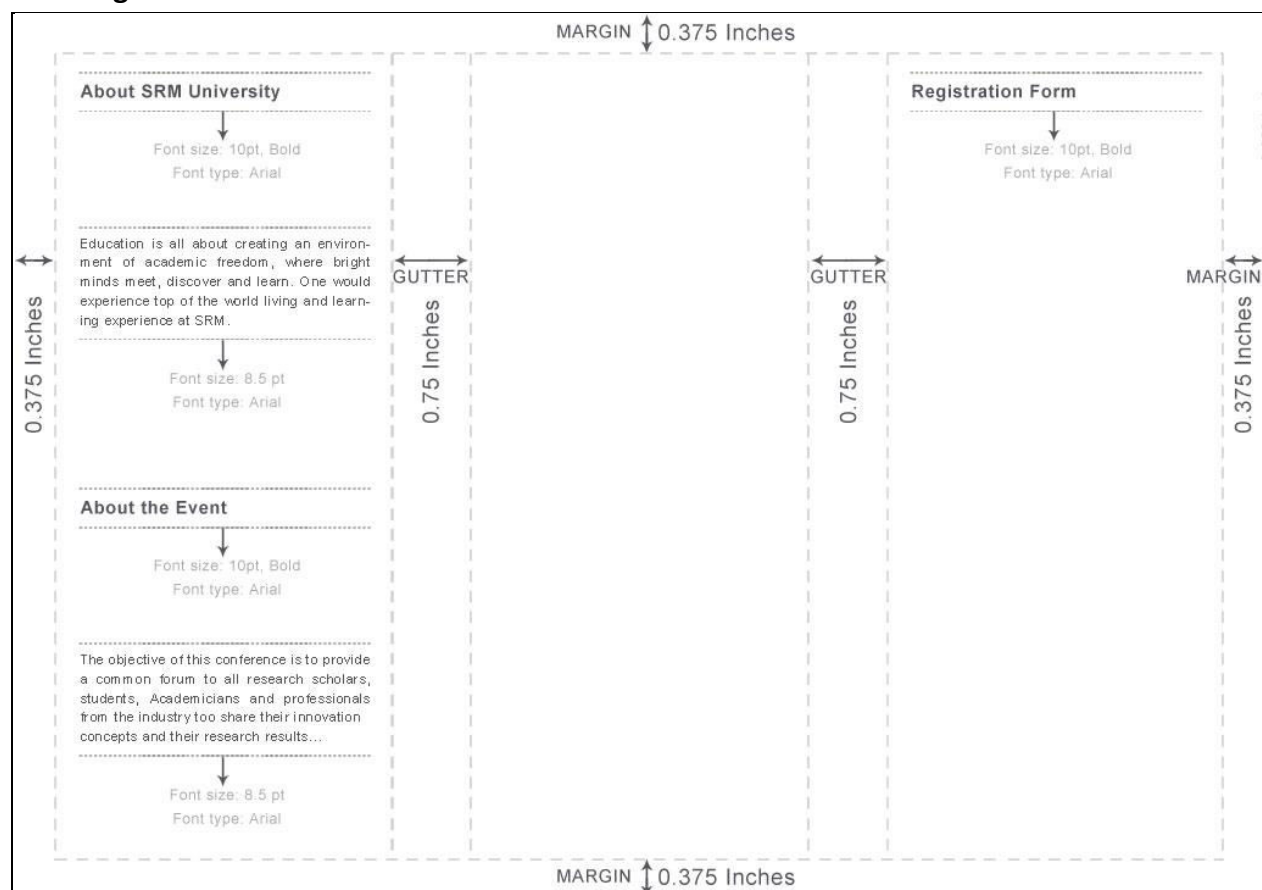 MARGIN 0.375 Inches
About SRM University
Font size: 10pt, Bold
Font type: Arial
Education is all about creating an environ-
ment of academic freedom, where bright
minds meet, discover and learn. One would
experience top of the world living and learn-
ing experience at SRM.
Font size: 8.5 pt
Font type: Arial
About the Event
Font size: 10pt, Bold
Font type: Arial
The objective of this conference is to provide
a common forum to all research scholars,
students, Academicians and professionals
from the industry too share their innovation
concepts and their research results...
Font size: 8.5 pt
Font type: Arial
0.375 Inches
GUTTER
0.75 Inches
GUTTER
0.75 Inches
Registration Form
Font size: 10pt, Bold
Font type: Arial
MARGIN
0.375 Inches
MARGIN 0.375 Inches